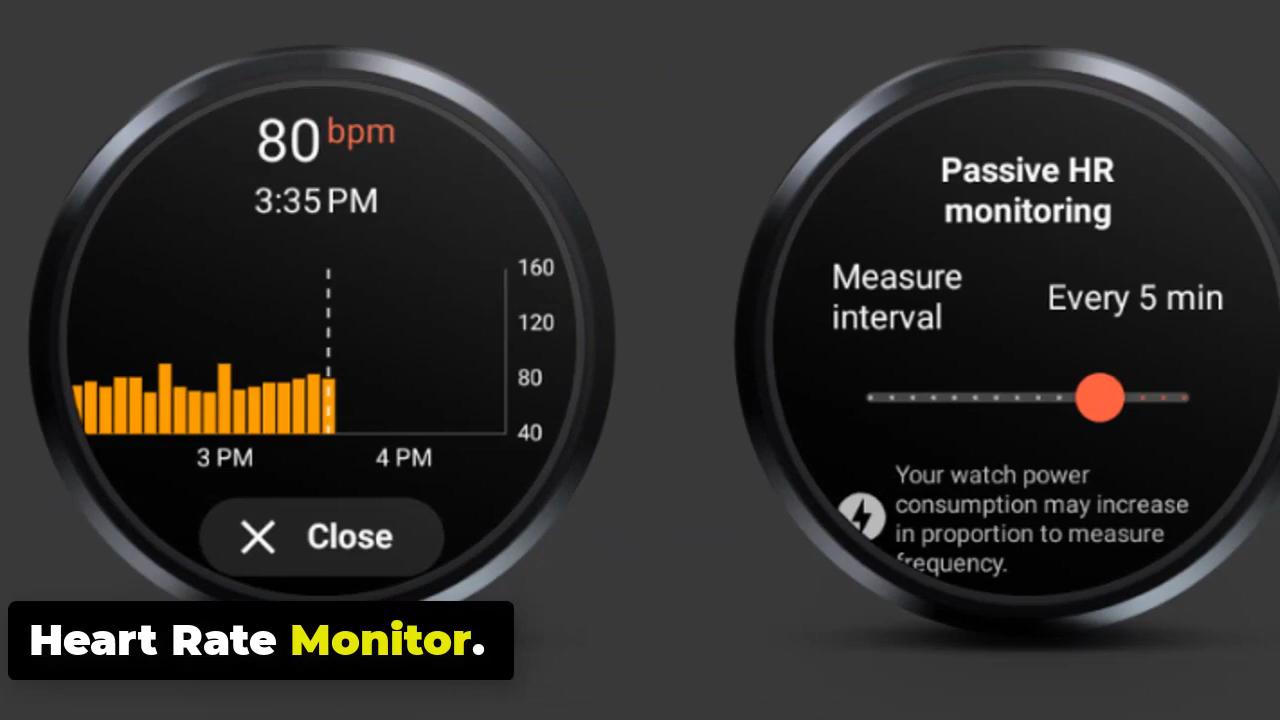 80 bpm
3:35 PM
160
120
80
40
3 PM
4 PM
Close
Passive HR
monitoring
Measure
interval
Every 5 min
Your watch power
consumption may increase
in proportion to measure
frequency.
Heart Rate Monitor.